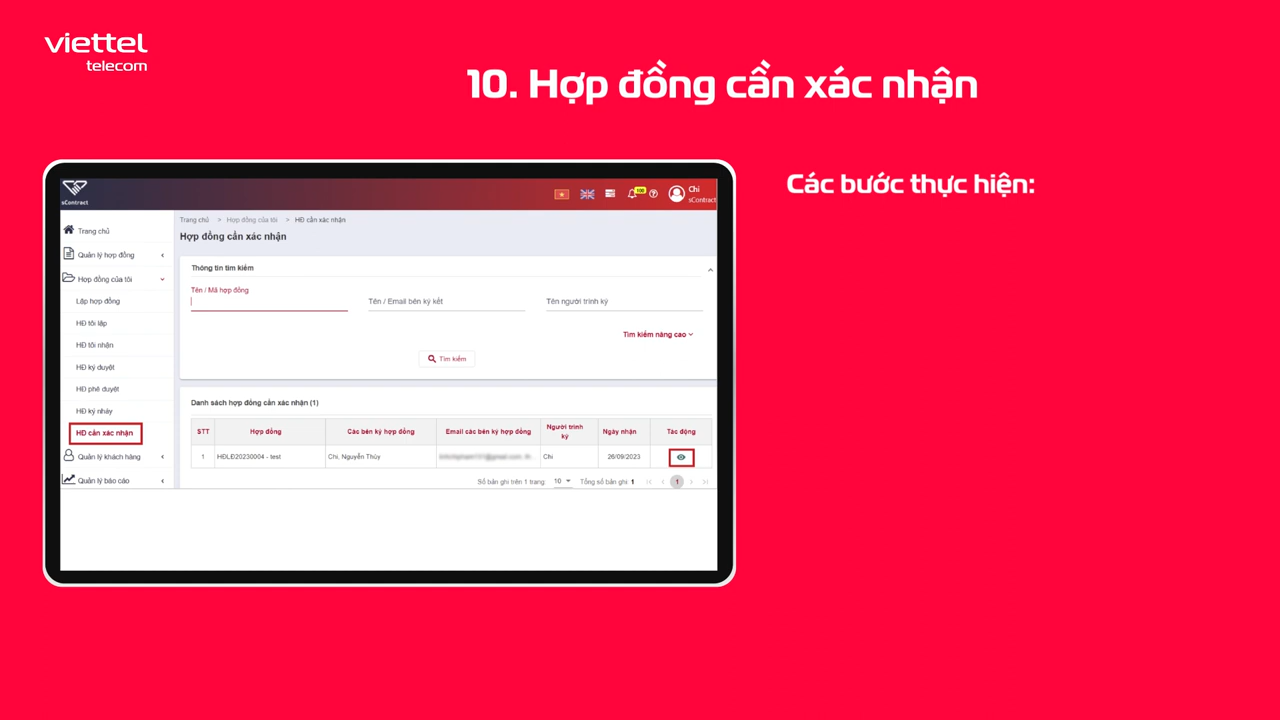 viettel
telecom
10. Hợp đồng cần xác nhận
Các bước thực hiện:
sContract
100
Chi
sContract
Trang chủ
Quản lý hợp đồng
Hợp đồng của tôi
Lập hợp đồng
HĐ tôi lập
HĐ tôi nhận
HĐ ký duyệt
HĐ phê duyệt
HĐ ký nháy
HĐ cần xác nhận
Quản lý khách hàng
Quản lý báo cáo
Trang chủ > Hợp đồng của tôi > HĐ cần xác nhận
Hợp đồng cần xác nhận
Thông tin tìm kiếm
Tên / Mã hợp đồng
Tên / Email bên ký kết
Tên người trình ký
Tìm kiếm nâng cao
Tìm kiếm
Danh sách hợp đồng cần xác nhận (1)
STT Hợp đồng Các bên ký hợp đồng Email các bên ký hợp đồng Người trình ký Ngày nhận Tác động
1 HĐLĐ20230004 - test Chi, Nguyễn Thùy Chi 26/09/2023
Số bản ghi trên 1 trang: 10 Tổng số bản ghi: 1 1